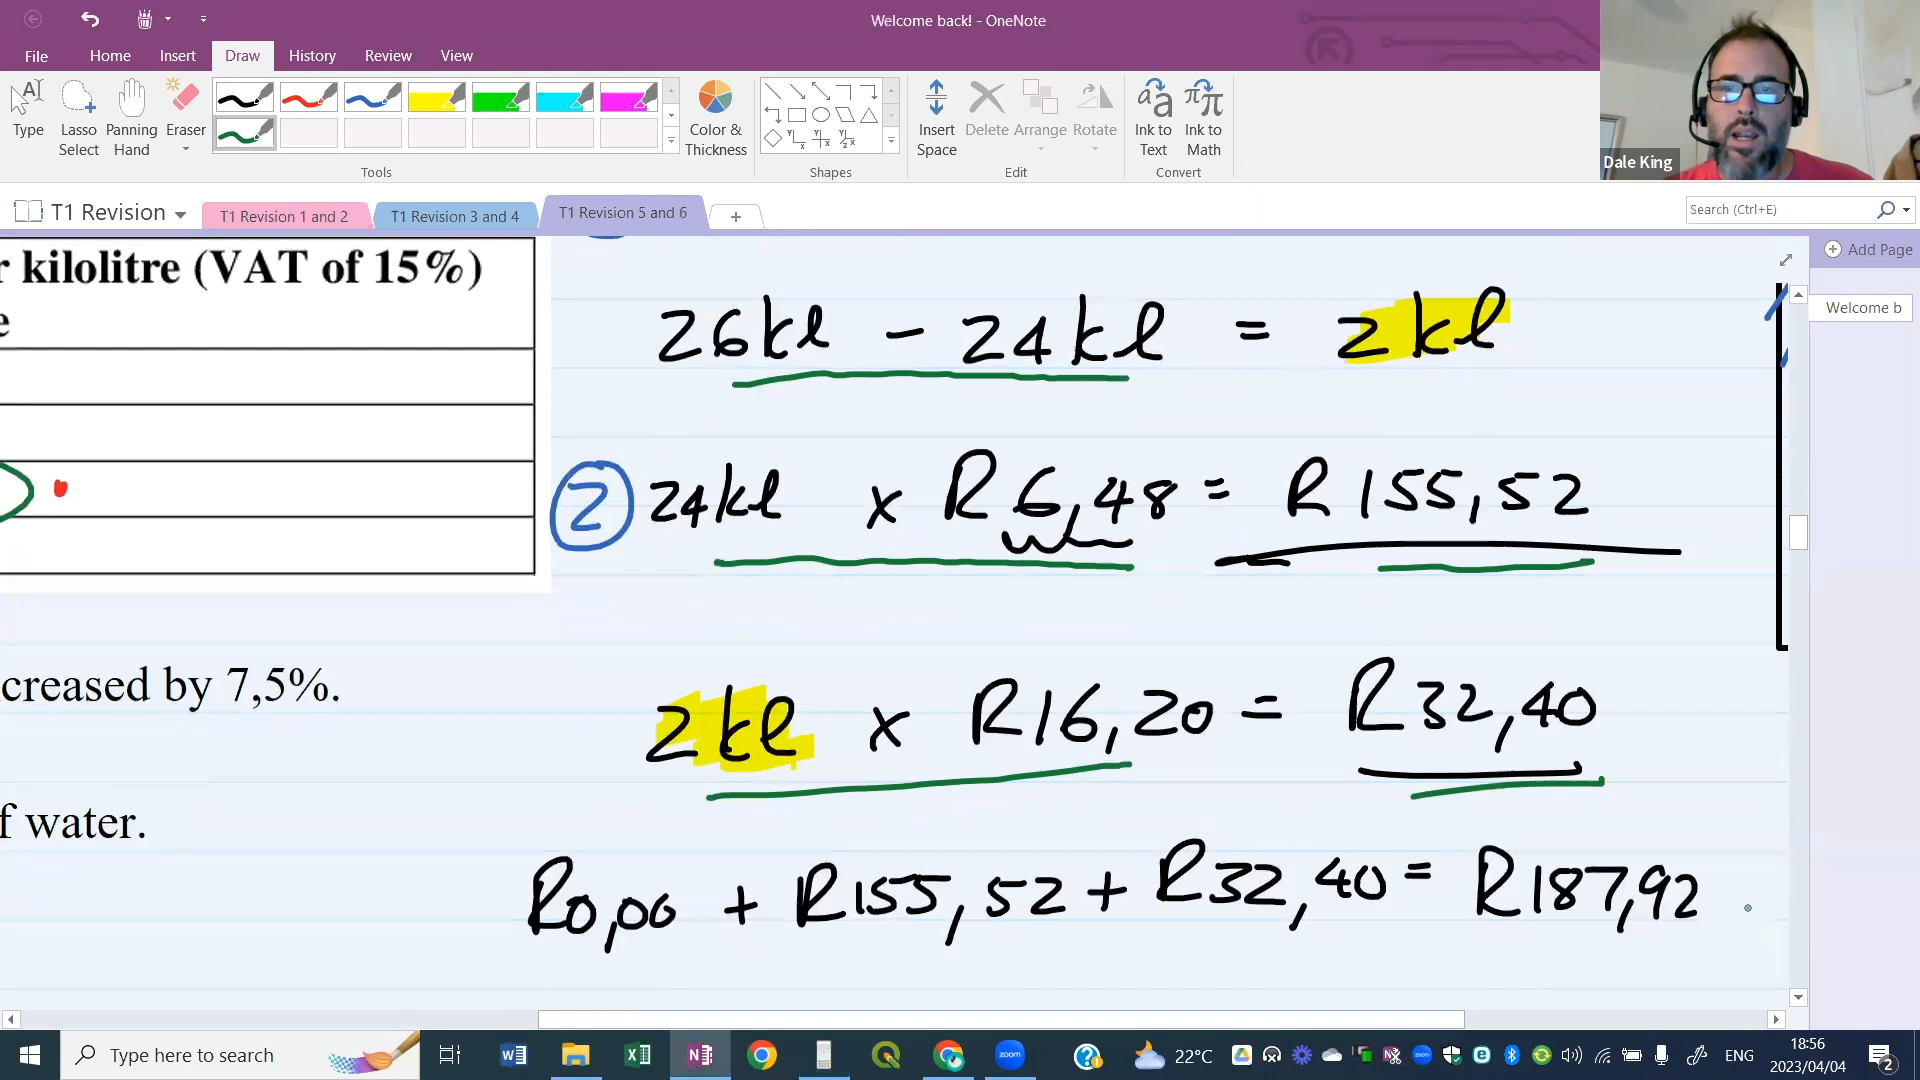 Welcome back! - OneNote
File Home Insert Draw History Review View
Type
Lasso Select
Panning Hand
Eraser
Color & Thickness
Insert Space
Delete
Arrange
Rotate
Ink to Text
Ink to Math
Tools
Shapes
Edit
Convert
Dale King
T1 Revision
T1 Revision 1 and 2
T1 Revision 3 and 4
T1 Revision 5 and 6
Search (Ctrl+E)
Add Page
Welcome b
r kilolitre (VAT of 15%)
e
26kl - 24kl = 2kl
2 24kl x R6,48 = R155,52
creased by 7,5%.
2kl x R16,20 = R32,40
f water.
R0,00 + R155,52 + R32,40 = R187,92
Type here to search
zoom
22°C
ENG
18:56
2023/04/04
2